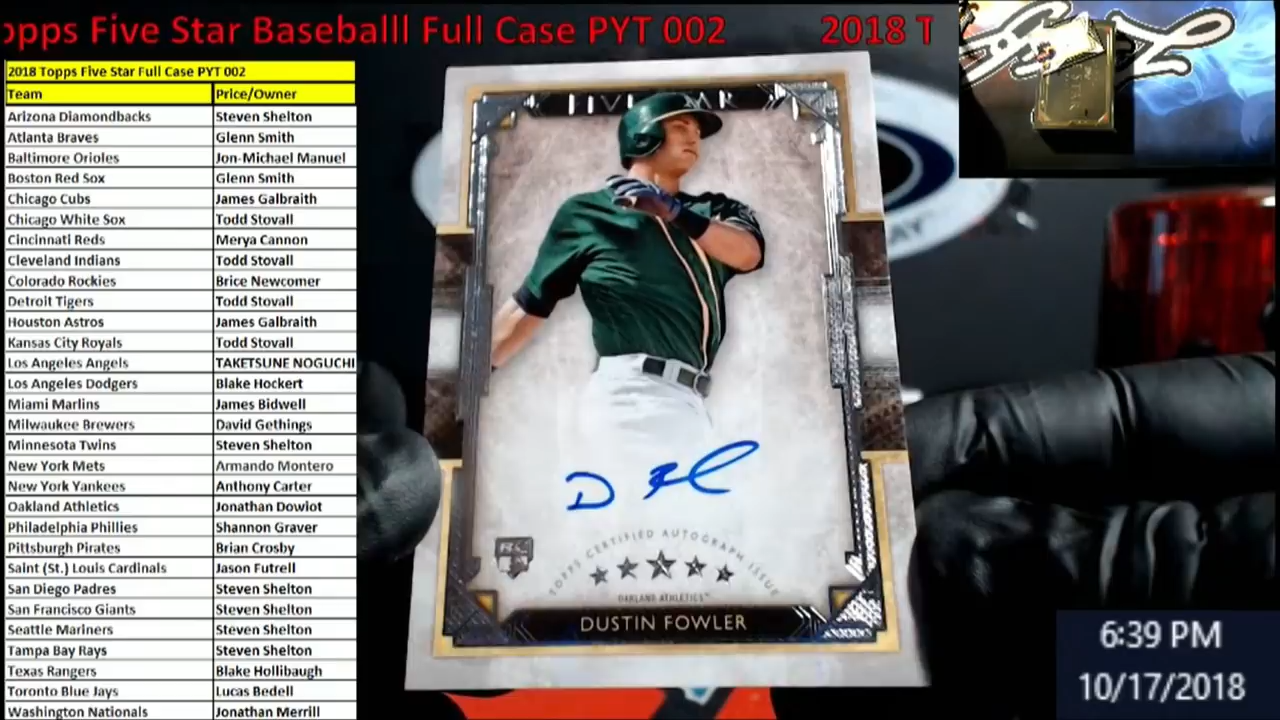 opps Five Star Baseballl Full Case PYT 002 2018 T
2018 Topps Five Star Full Case PYT 002
Team Price/Owner
Arizona Diamondbacks Steven Shelton
Atlanta Braves Glenn Smith
Baltimore Orioles Jon-Michael Manuel
Boston Red Sox Glenn Smith
Chicago Cubs James Galbraith
Chicago White Sox Todd Stovall
Cincinnati Reds Merya Cannon
Cleveland Indians Todd Stovall
Colorado Rockies Brice Newcomer
Detroit Tigers Todd Stovall
Houston Astros James Galbraith
Kansas City Royals Todd Stovall
Los Angeles Angels TAKETSUNE NOGUCHI
Los Angeles Dodgers Blake Hockert
Miami Marlins James Bidwell
Milwaukee Brewers David Gethings
Minnesota Twins Steven Shelton
New York Mets Armando Montero
New York Yankees Anthony Carter
Oakland Athletics Jonathan Dowiot
Philadelphia Phillies Shannon Graver
Pittsburgh Pirates Brian Crosby
Saint (St.) Louis Cardinals Jason Futrell
San Diego Padres Steven Shelton
San Francisco Giants Steven Shelton
Seattle Mariners Steven Shelton
Tampa Bay Rays Steven Shelton
Texas Rangers Blake Hollibaugh
Toronto Blue Jays Lucas Bedell
Washington Nationals Jonathan Merrill
FIVE STAR
RC
TOPPS CERTIFIED AUTOGRAPH ISSUE
OAKLAND ATHLETICS™
DUSTIN FOWLER
6:39 PM
10/17/2018